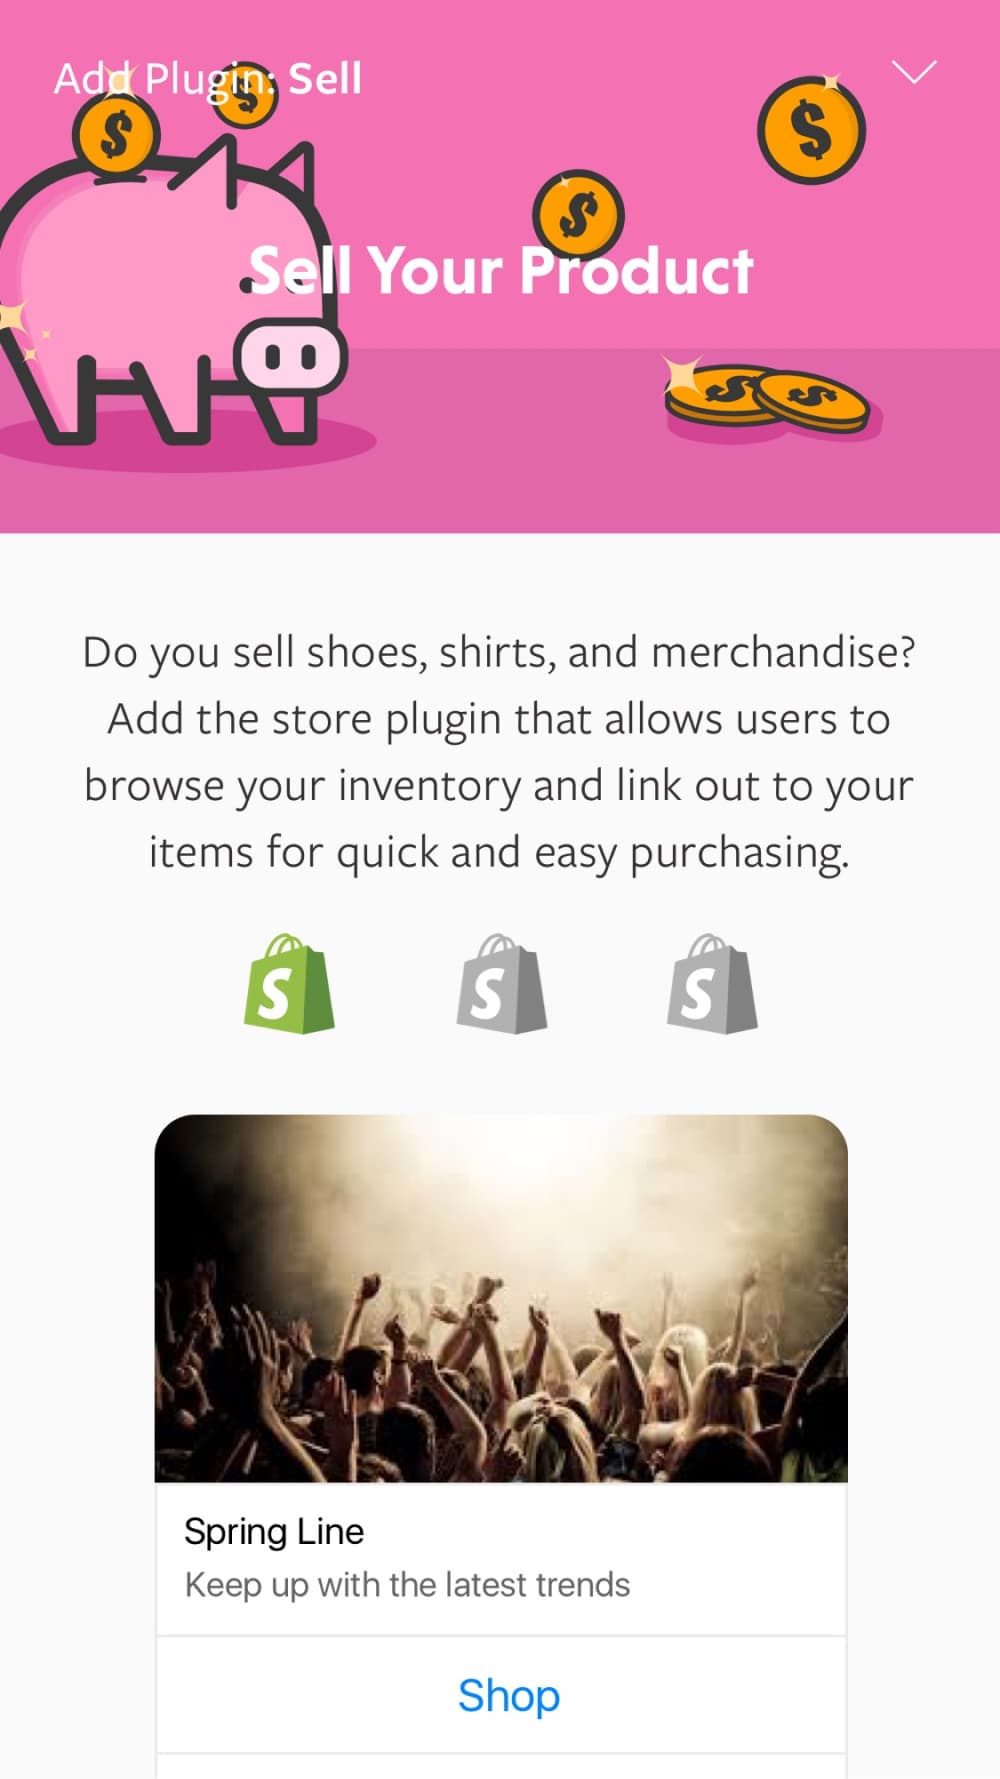 Add Plugin: Sell
$
$
$
$
Sell Your Product
$ $
Do you sell shoes, shirts, and merchandise?
Add the store plugin that allows users to
browse your inventory and link out to your
items for quick and easy purchasing.
S S S
Spring Line
Keep up with the latest trends
Shop